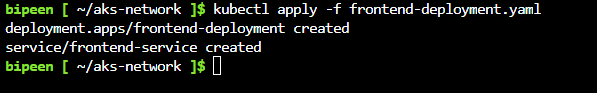 bipeen [ ~/aks-network ]$ kubectl apply -f frontend-deployment.yaml
deployment.apps/frontend-deployment created
service/frontend-service created
bipeen [ ~/aks-network ]$